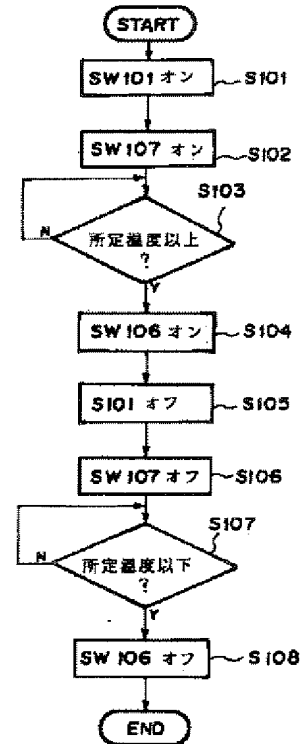 START
SW101 オン
S101
SW107 オン
S102
S103
所定温度以上
?
N
Y
SW106 オン
S104
S101 オフ
S105
SW107 オフ
S106
S107
所定温度以下
?
N
Y
SW106 オフ
S108
END